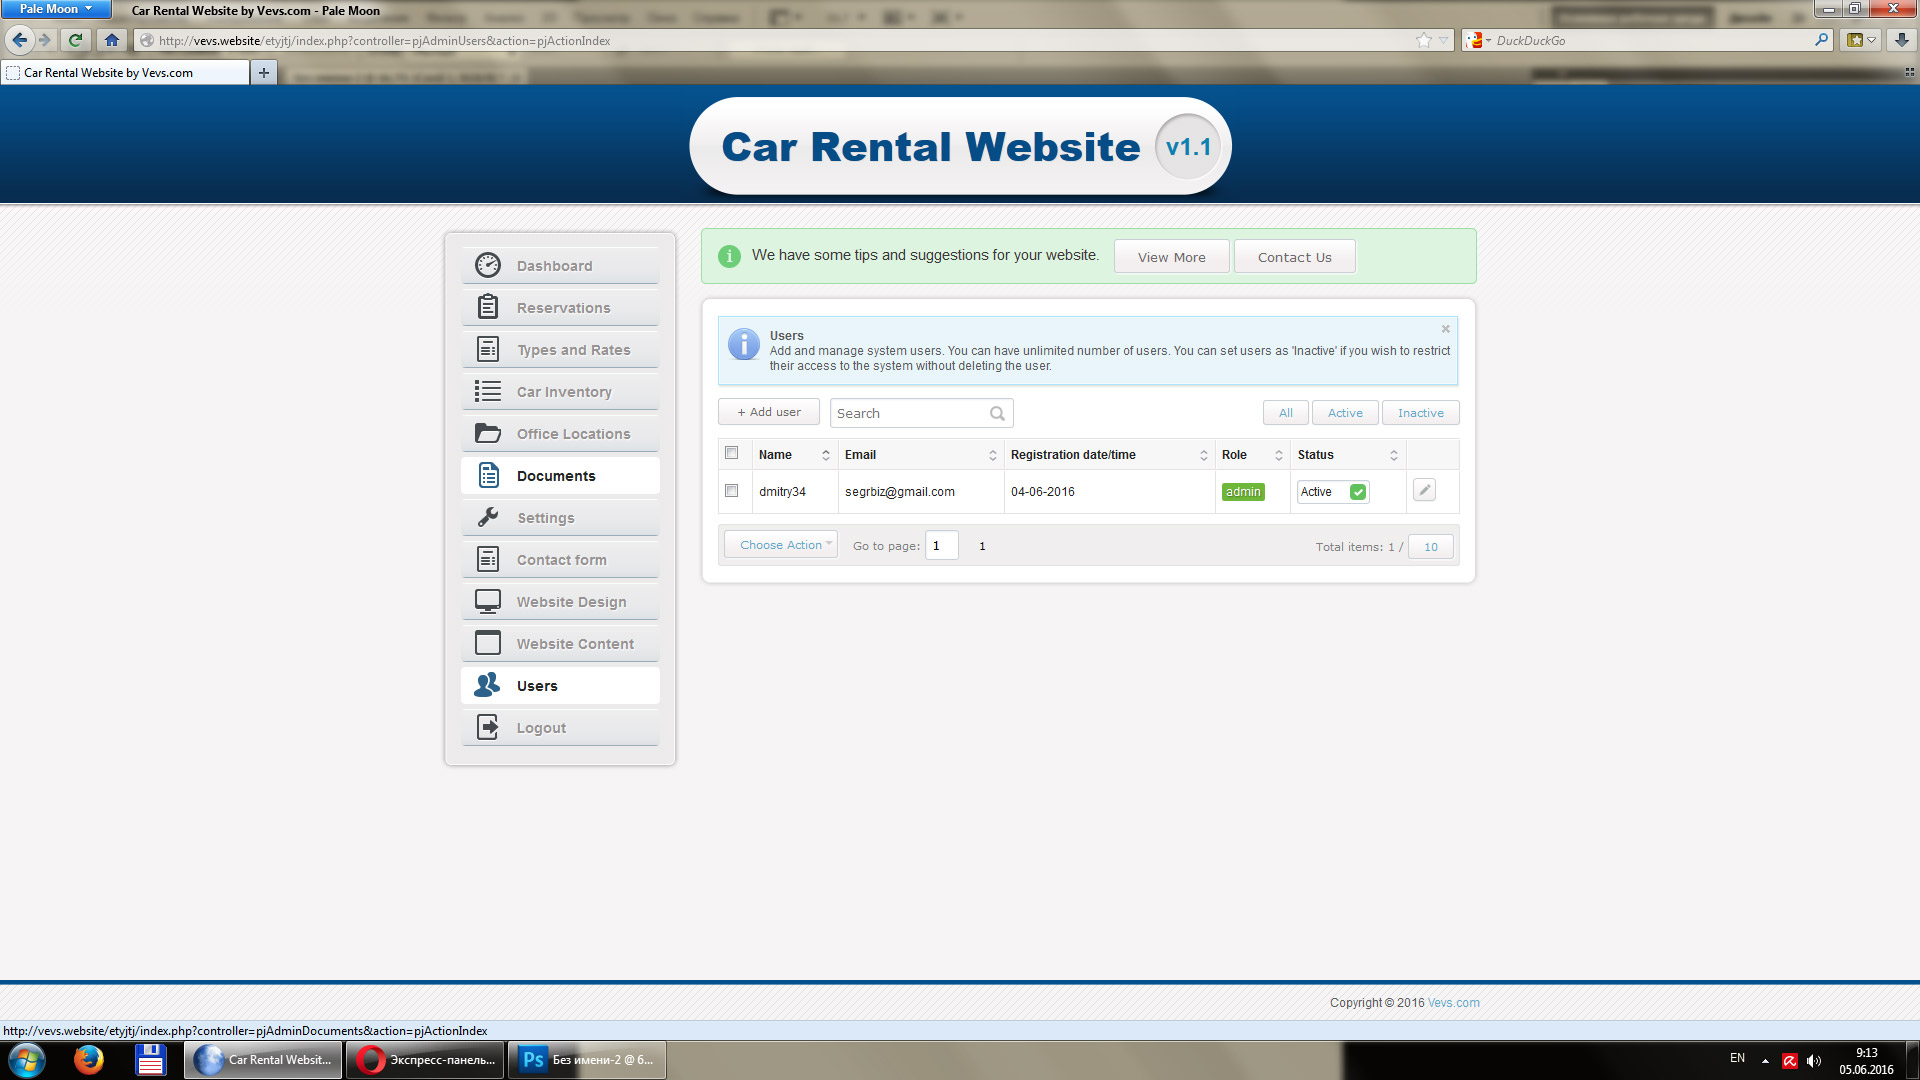 Pale Moon
Car Rental Website by Vevs.com - Pale Moon
http://vevs.website/etyjtj/index.php?controller=pjAdminUsers&action=pjActionIndex
DuckDuckGo
Car Rental Website by Vevs.com
Car Rental Website v1.1
Dashboard
Reservations
Types and Rates
Car Inventory
Office Locations
Documents
Settings
Contact form
Website Design
Website Content
Users
Logout
We have some tips and suggestions for your website. View More Contact Us
Users
Add and manage system users. You can have unlimited number of users. You can set users as 'Inactive' if you wish to restrict
their access to the system without deleting the user.
+ Add user Search All Active Inactive
Name Email Registration date/time Role Status
dmitry34 segrbiz@gmail.com 04-06-2016 admin Active
Choose Action Go to page: 1 1 Total items: 1 / 10
Copyright © 2016 Vevs.com
http://vevs.website/etyjtj/index.php?controller=pjAdminDocuments&action=pjActionIndex
Car Rental Websit... Экспресс-панель... Ps Без имени-2 @ 6... EN 9:13
05.06.2016